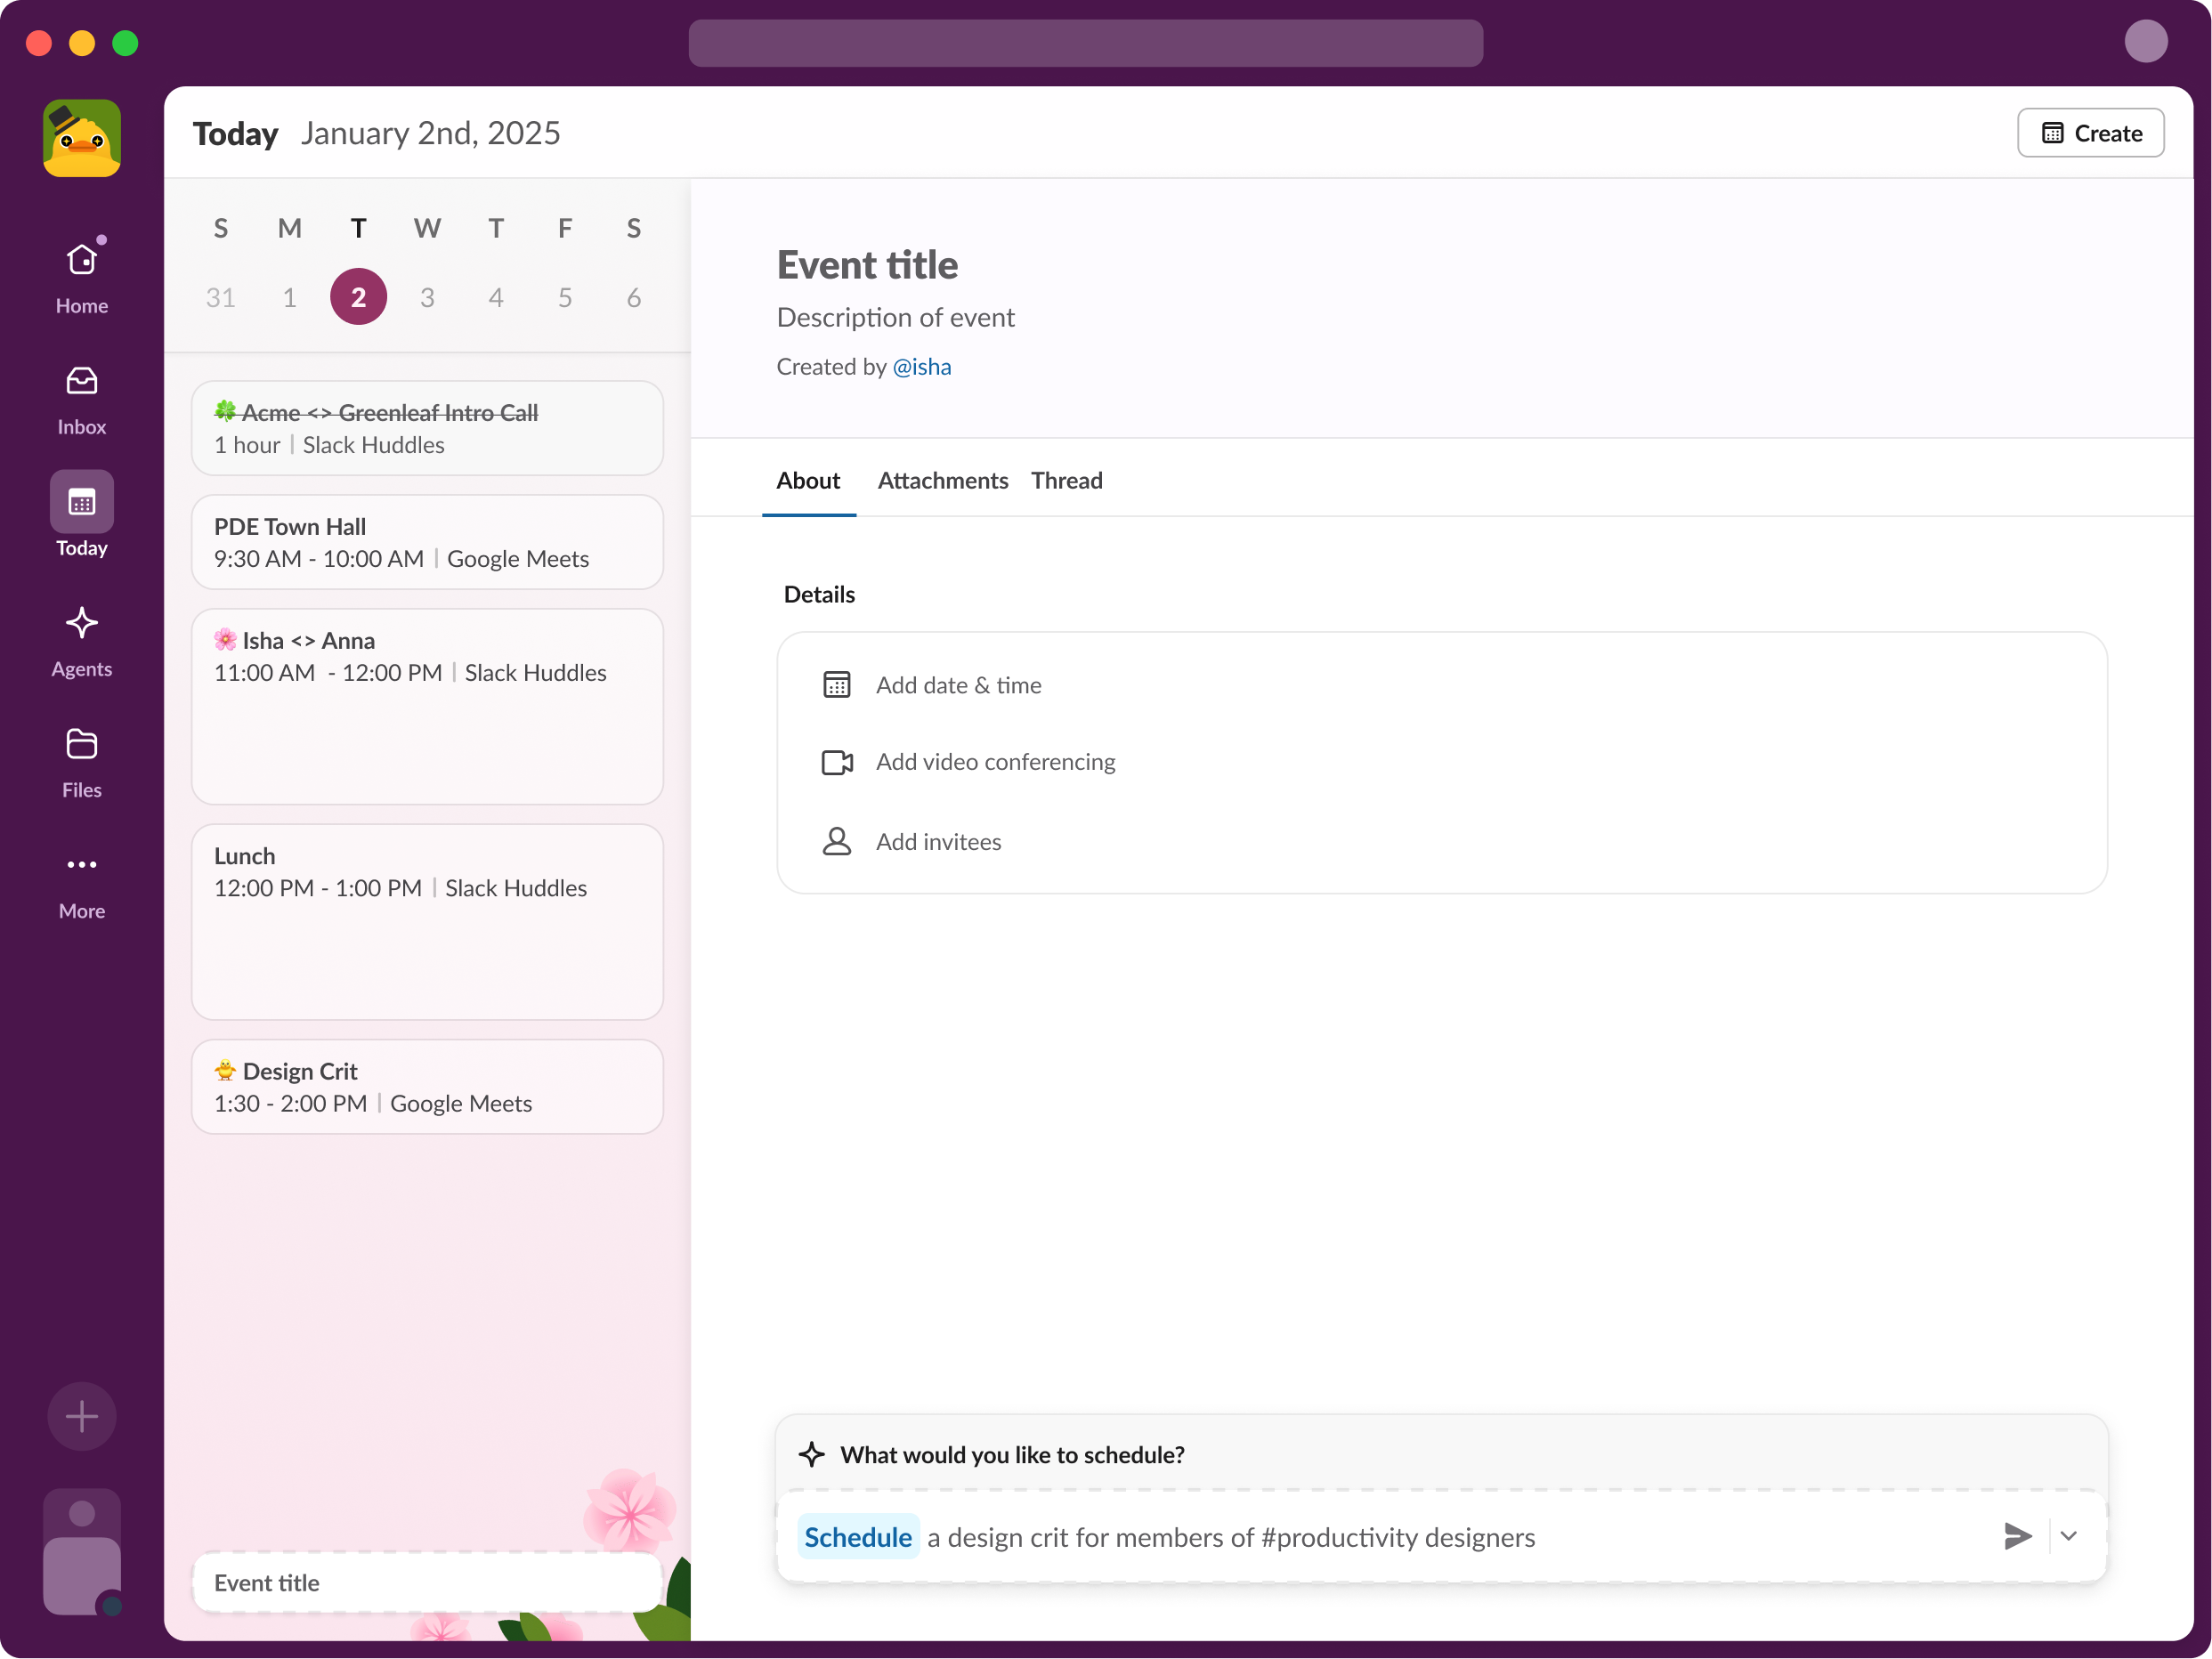 Today January 2nd, 2025
Create
Home
Inbox
Today
Agents
Files
More
S M T W T F S
31 1 2 3 4 5 6
🍀 Acme <> Greenleaf Intro Call
1 hour | Slack Huddles
PDE Town Hall
9:30 AM - 10:00 AM | Google Meets
🌸 Isha <> Anna
11:00 AM - 12:00 PM | Slack Huddles
Lunch
12:00 PM - 1:00 PM | Slack Huddles
🐥 Design Crit
1:30 - 2:00 PM | Google Meets
Event title
Event title
Description of event
Created by @isha
About Attachments Thread
Details
Add date & time
Add video conferencing
Add invitees
What would you like to schedule?
Schedule a design crit for members of #productivity designers